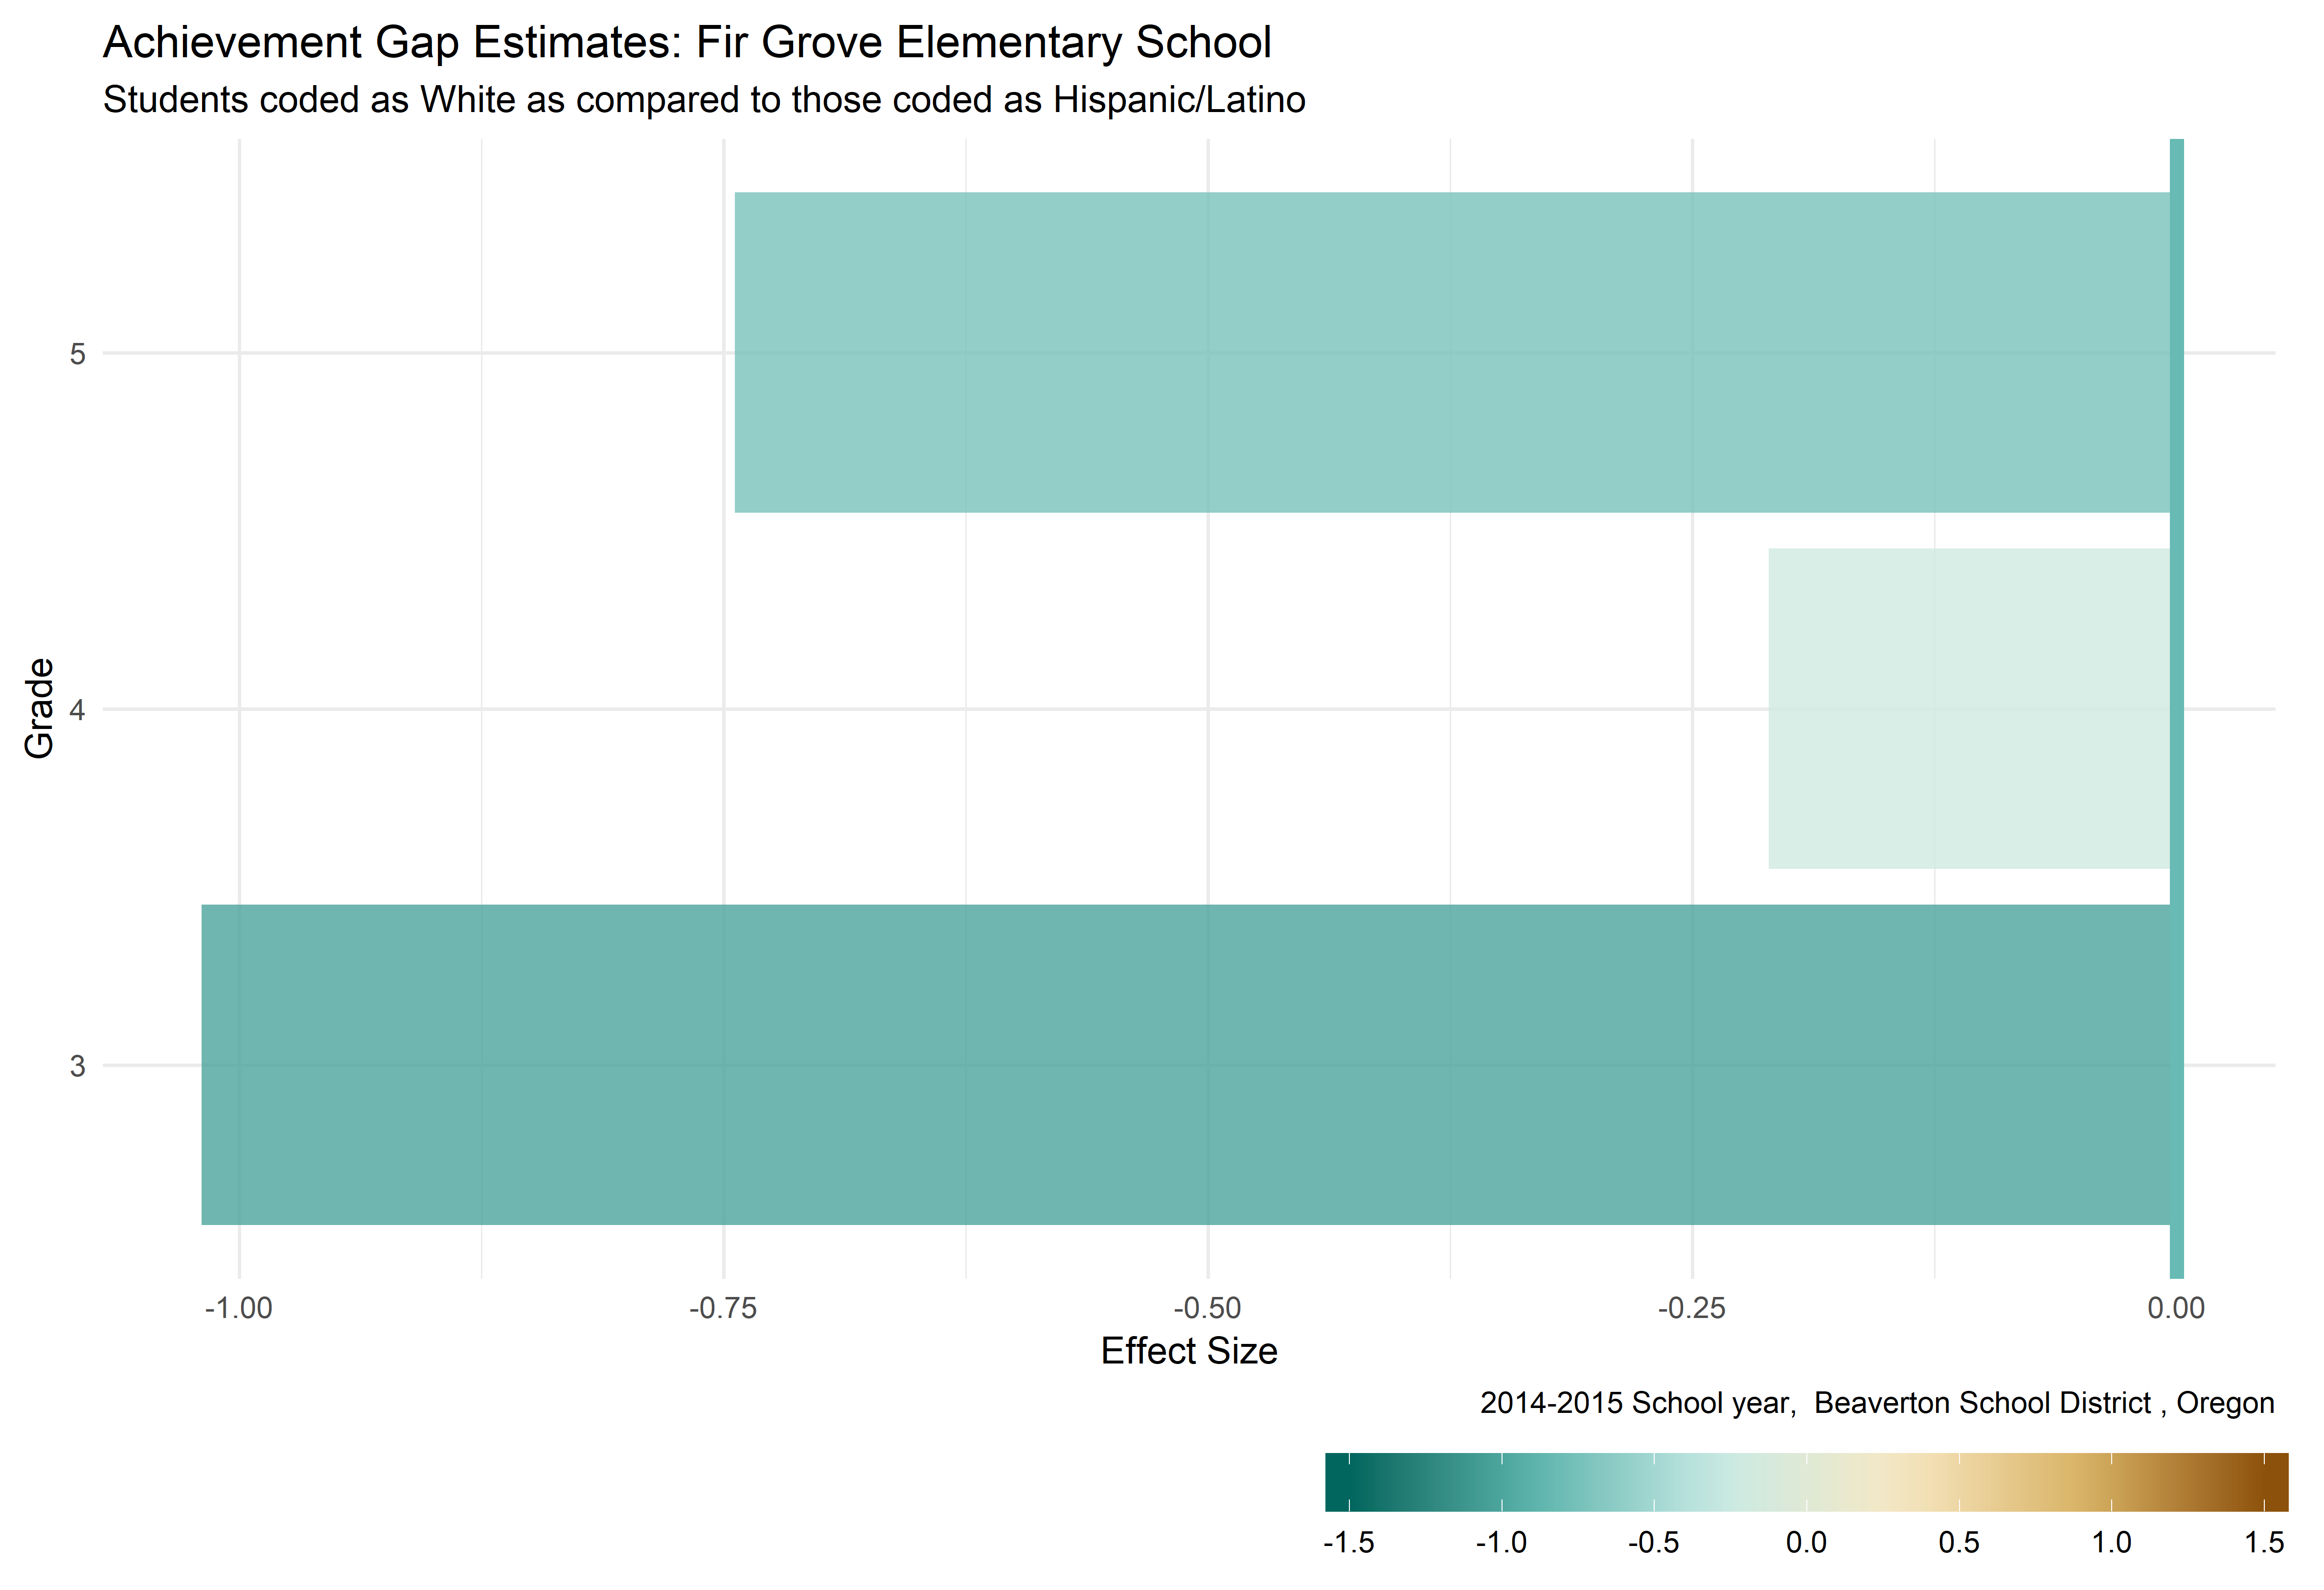 Achievement Gap Estimates: Fir Grove Elementary School
Students coded as White as compared to those coded as Hispanic/Latino
5
4
3
Grade
-1.00 -0.75 -0.50 -0.25 0.00
Effect Size
2014-2015 School year,  Beaverton School District , Oregon
-1.5 -1.0 -0.5 0.0 0.5 1.0 1.5